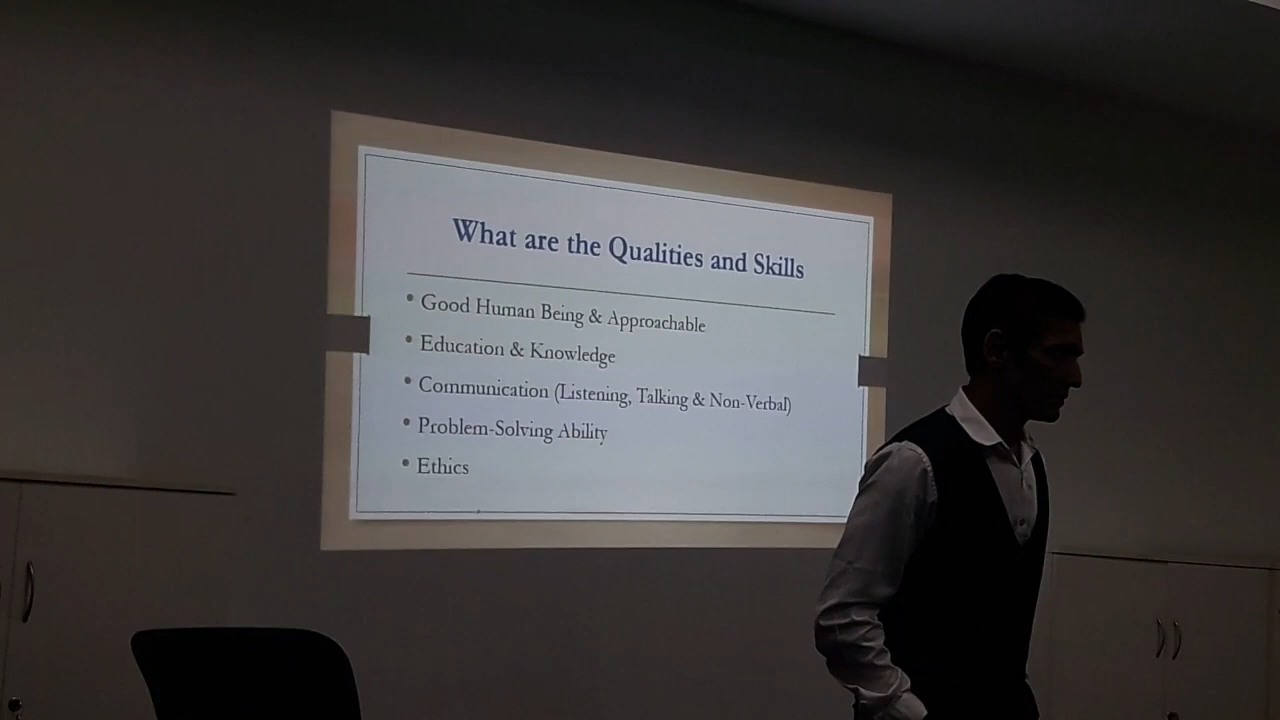 What are the Qualities and Skills
• Good Human Being & Approachable
• Education & Knowledge
• Communication (Listening, Talking & Non-Verbal)
• Problem-Solving Ability
• Ethics